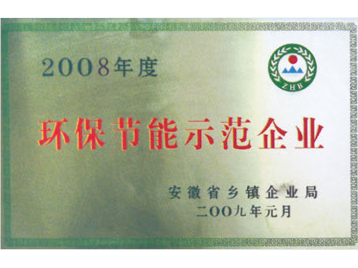 2008年度
ZHB
环保节能示范企业
安徽省乡镇企业局
二OO九年元月